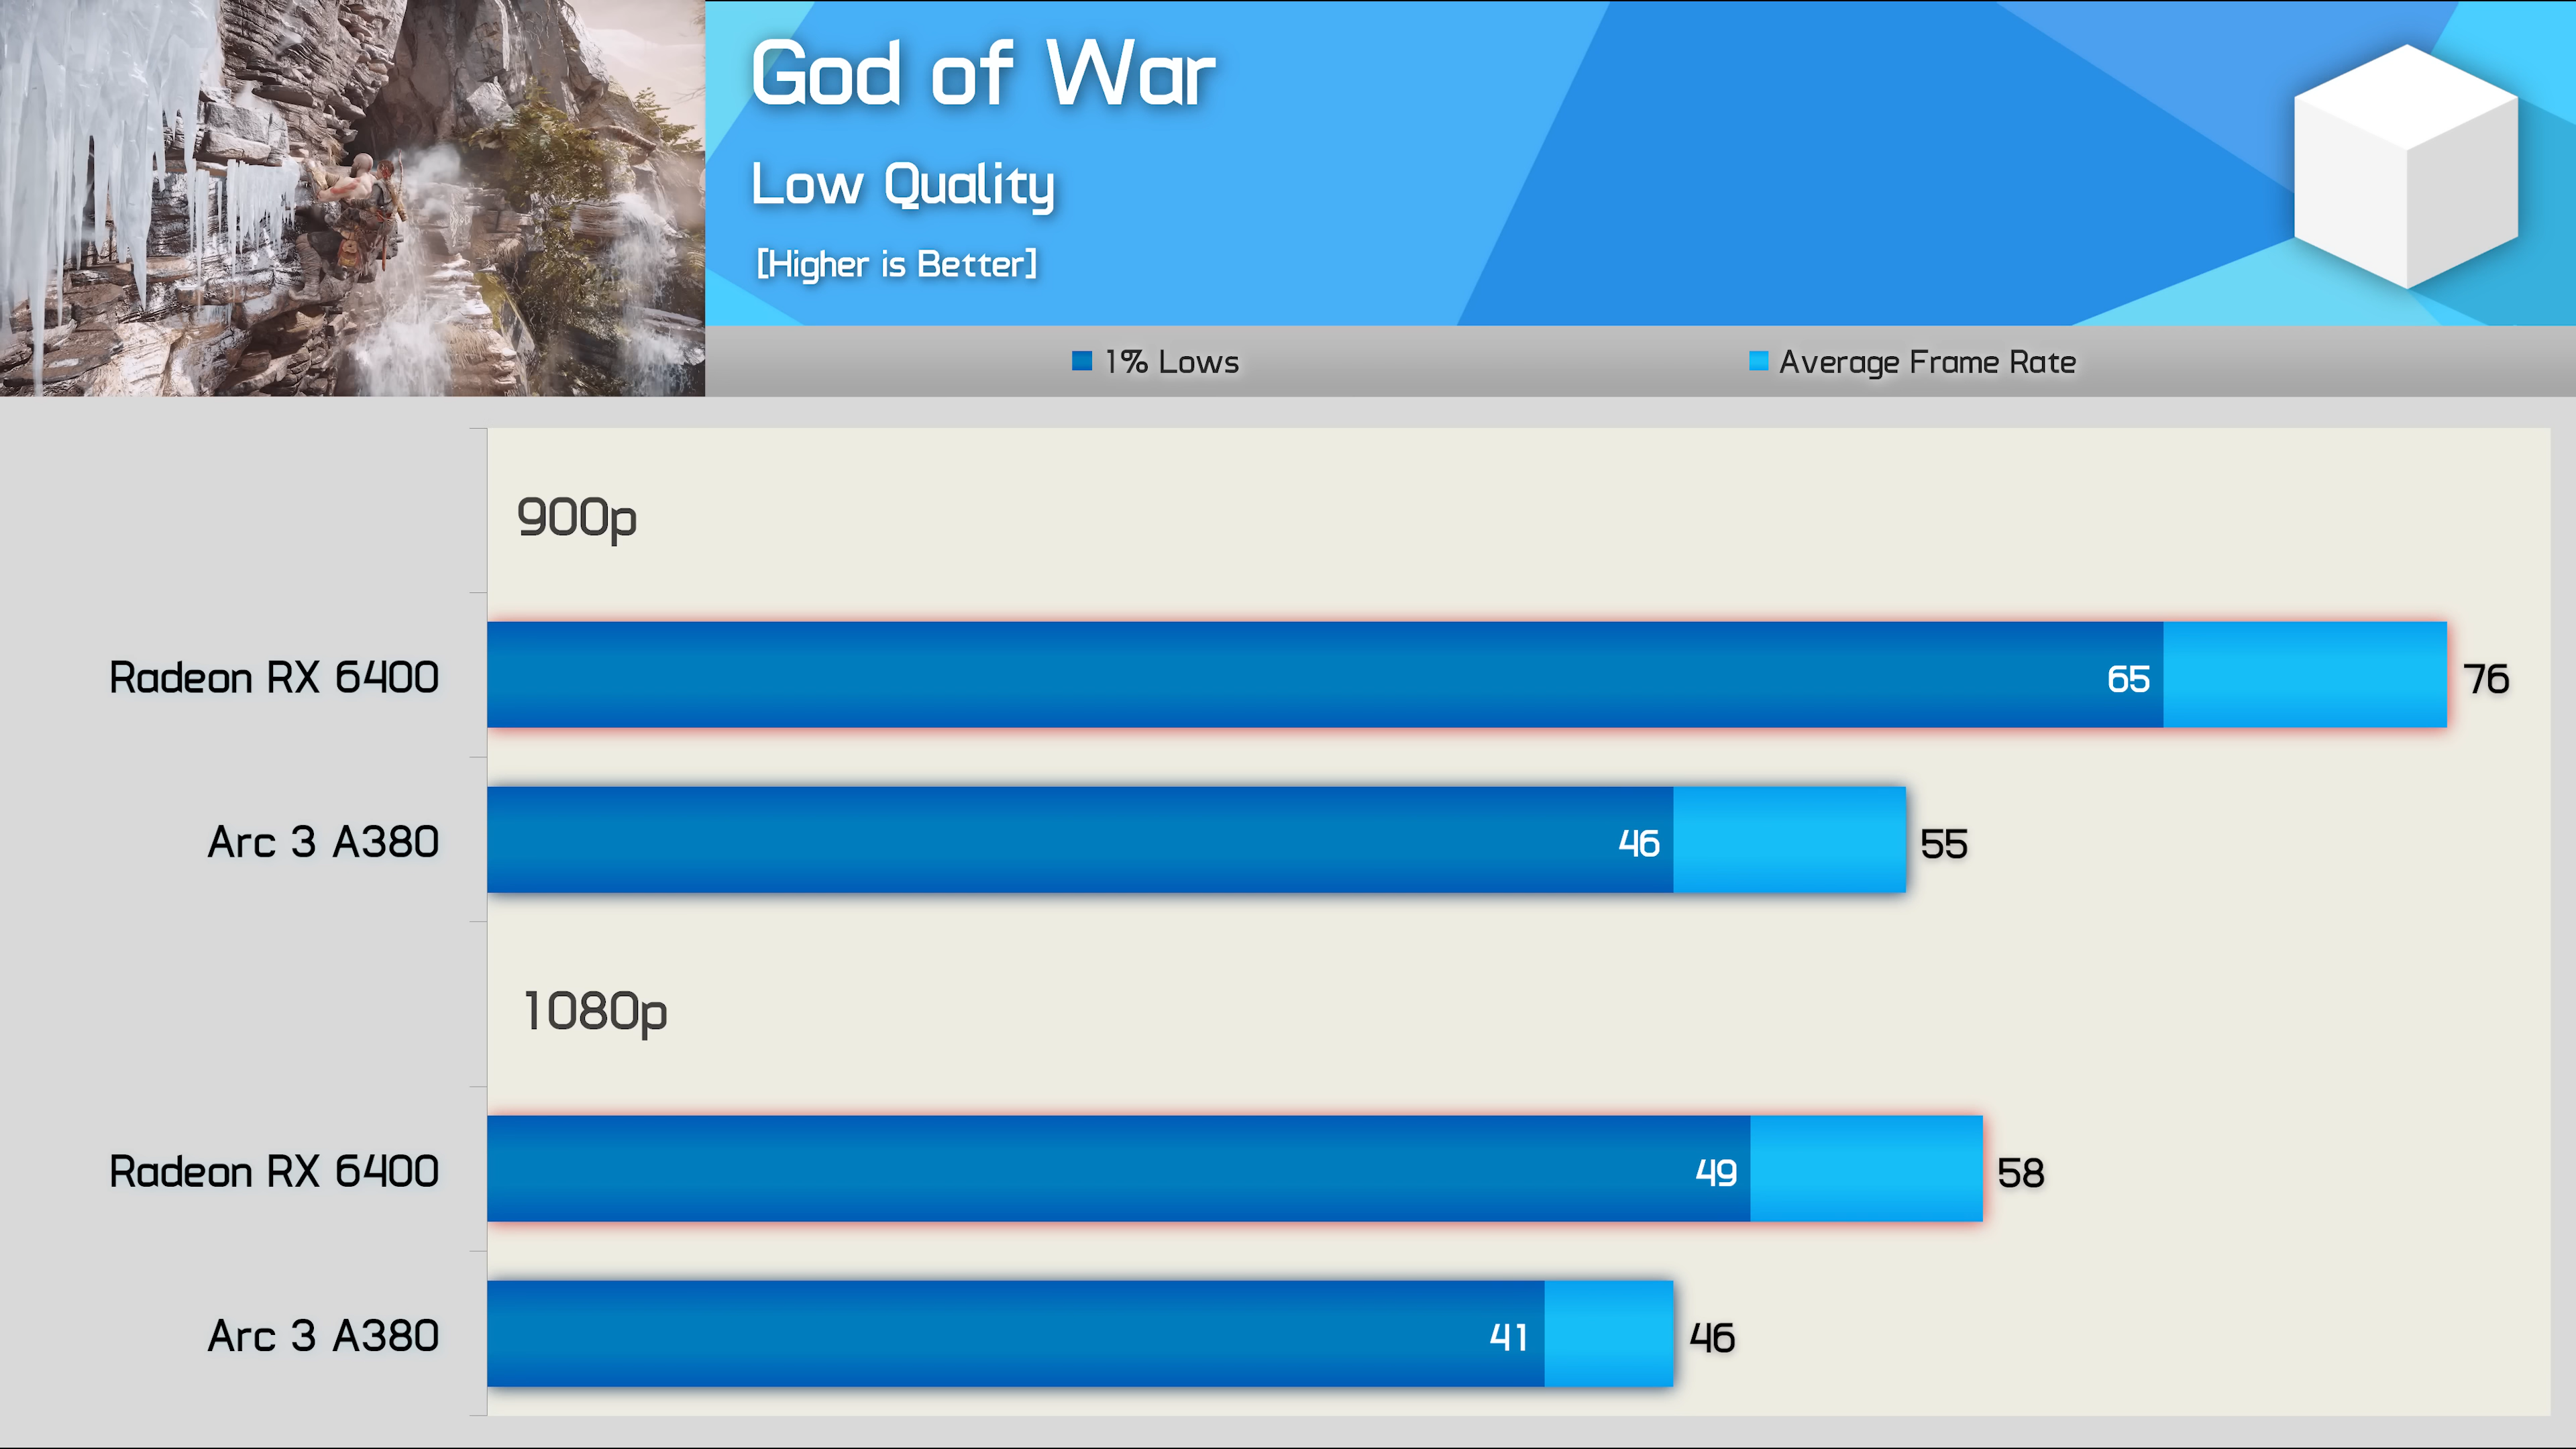 God of War
Low Quality
[Higher is Better]
1% Lows
Average Frame Rate
900p
Radeon RX 6400
65
76
Arc 3 A380
46
55
1080p
Radeon RX 6400
49
58
Arc 3 A380
41
46